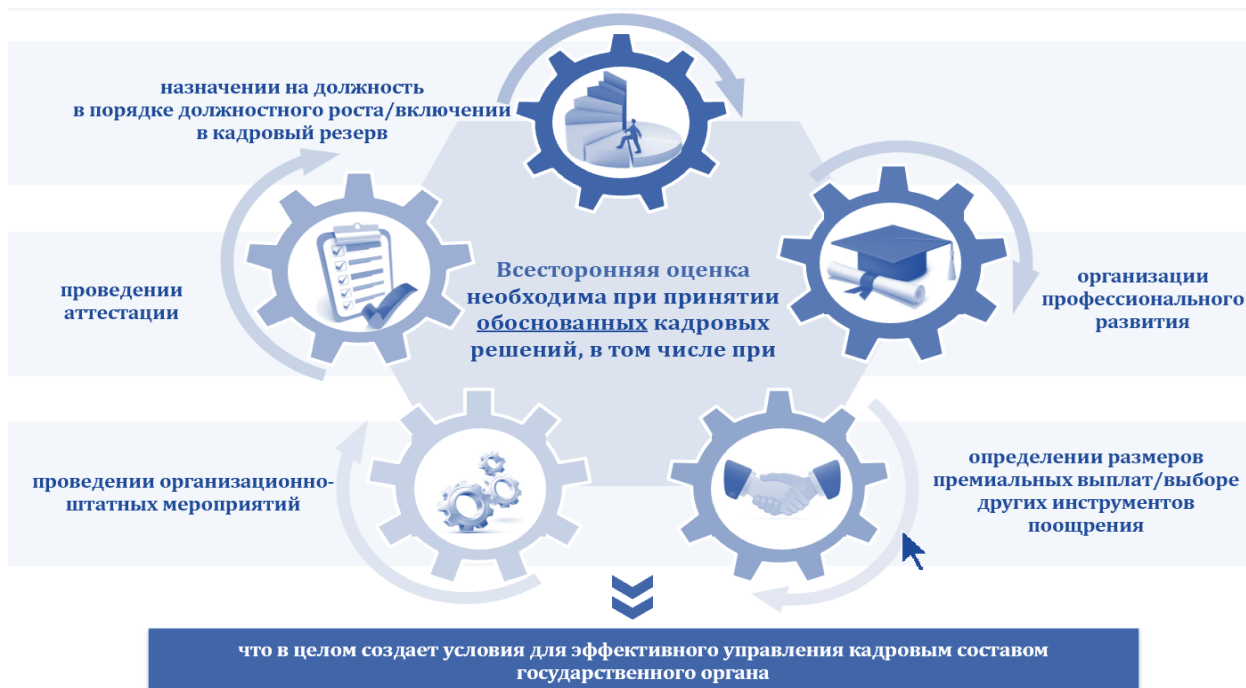 назначении на должность
в порядке должностного роста/включении
в кадровый резерв
Всесторонняя оценка
необходима при принятии
обоснованных кадровых
решений, в том числе при
организации
профессионального
развития
проведении
аттестации
определении размеров
премиальных выплат/выборе
других инструментов
поощрения
проведении организационно-
штатных мероприятий
что в целом создает условия для эффективного управления кадровым составом
государственного органа